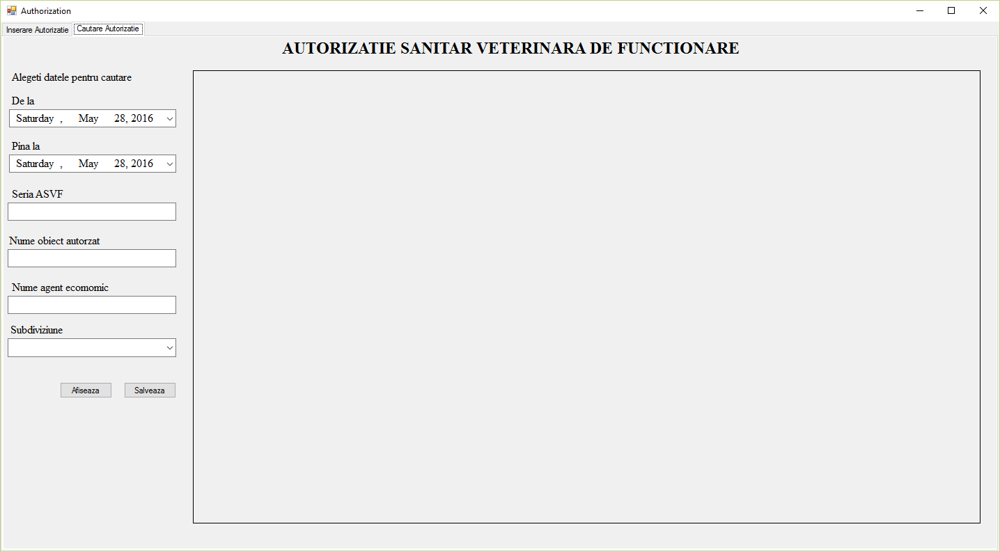 Authorization
Inserare Autorizatie Cautare Autorizatie
AUTORIZATIE SANITAR VETERINARA DE FUNCTIONARE
Alegeti datele pentru cautare
De la
Saturday , May 28, 2016
Pina la
Saturday , May 28, 2016
Seria ASVF
Nume obiect autorzat
Nume agent ecomomic
Subdiviziune
Afiseaza Salveaza